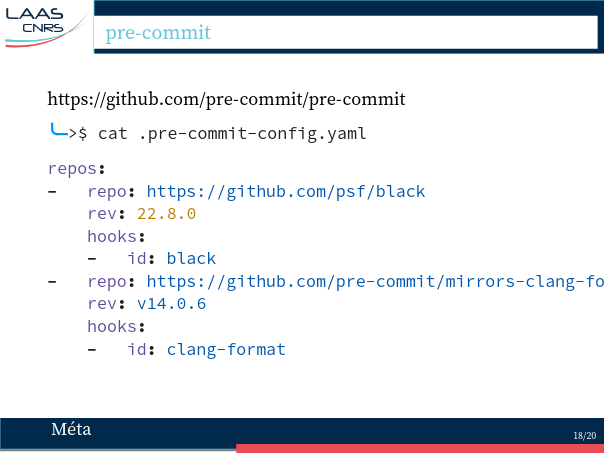 LAAS
CNRS
pre-commit
https://github.com/pre-commit/pre-commit
╰─>$ cat .pre-commit-config.yaml
repos:
-   repo: https://github.com/psf/black
    rev: 22.8.0
    hooks:
    -   id: black
-   repo: https://github.com/pre-commit/mirrors-clang-fo
    rev: v14.0.6
    hooks:
    -   id: clang-format
Méta
18/20